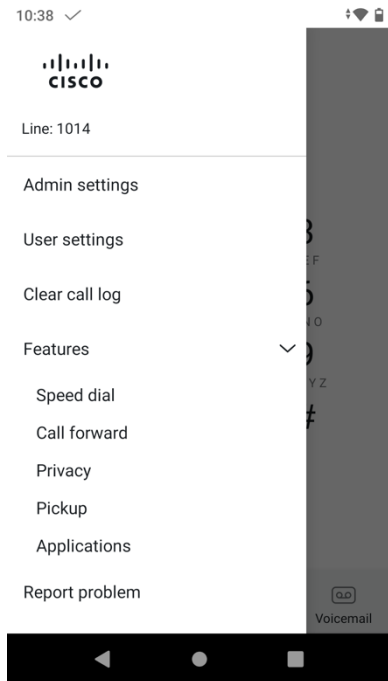 10:38
CISCO
Line: 1014
Admin settings
User settings
Clear call log
Features
Speed dial
Call forward
Privacy
Pickup
Applications
Report problem
#
Voicemail